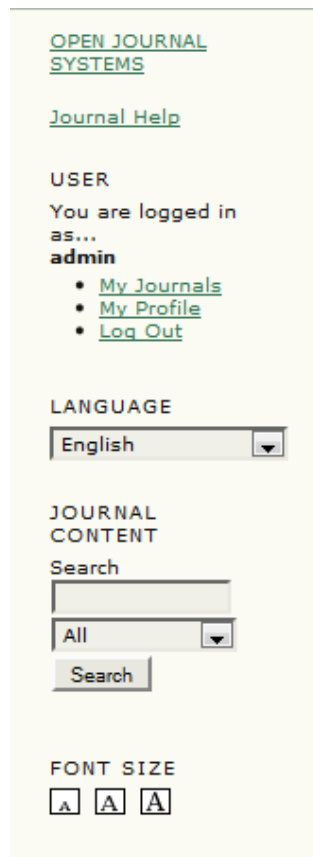 OPEN JOURNAL
SYSTEMS
Journal Help
USER
You are logged in
as...
admin
My Journals
My Profile
Log Out
LANGUAGE
English
JOURNAL
CONTENT
Search
All
Search
FONT SIZE
A A A